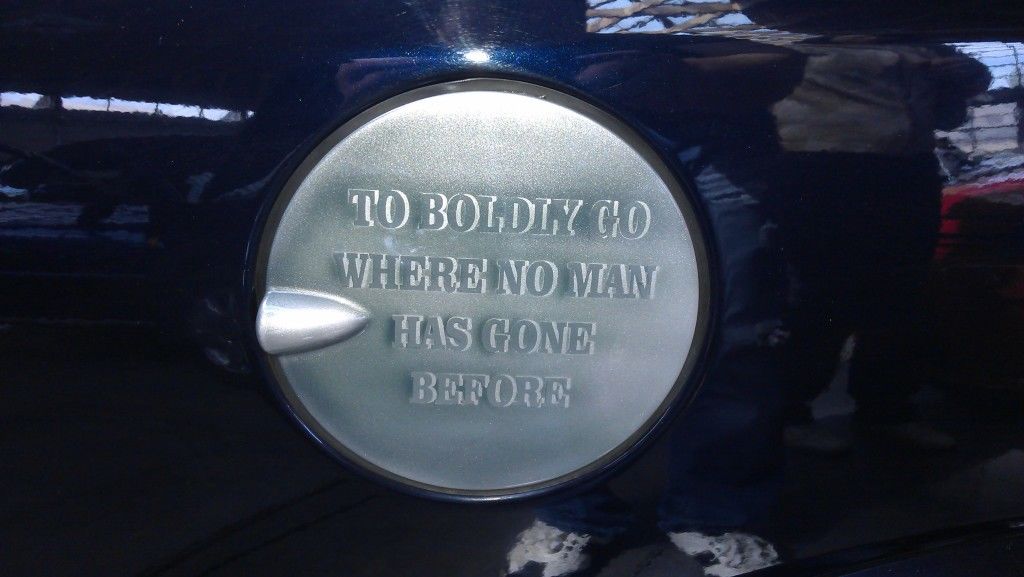 TO BOLDLY GO
WHERE NO MAN
HAS GONE
BEFORE